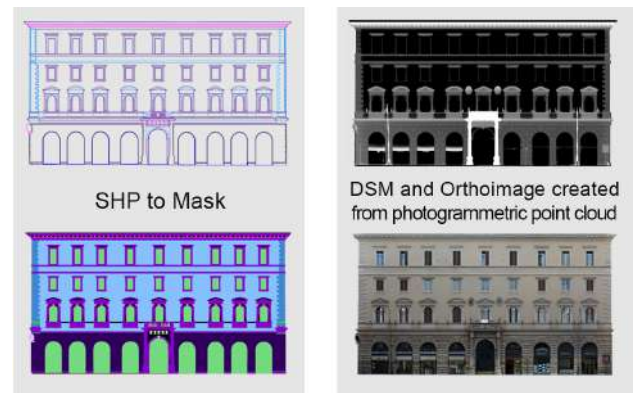 SHP to Mask
DSM and Orthoimage created
from photogrammetric point cloud